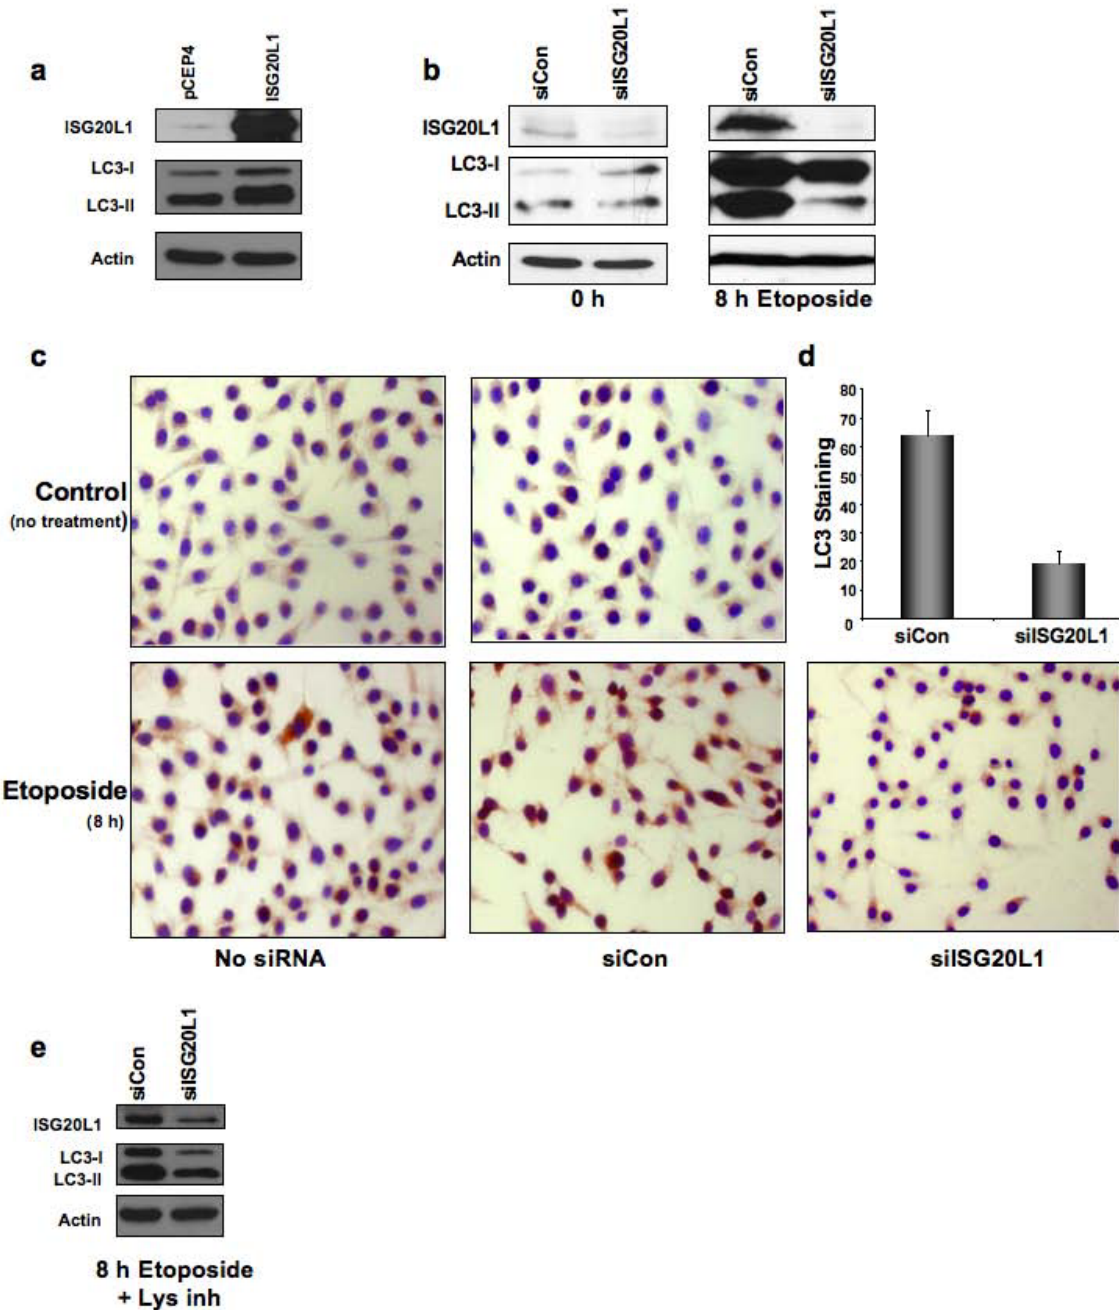 a
pCEP4
ISG20L1
ISG20L1
LC3-I
LC3-II
Actin
b
siCon
siISG20L1
siCon
siISG20L1
ISG20L1
LC3-I
LC3-II
Actin
0 h
8 h Etoposide
c
Control
(no treatment)
Etoposide
(8 h)
No siRNA
siCon
siISG20L1
d
80
70
60
50
40
30
20
10
0
LC3 Staining
siCon
siISG20L1
e
siCon
siISG20L1
ISG20L1
LC3-I
LC3-II
Actin
8 h Etoposide
+ Lys inh